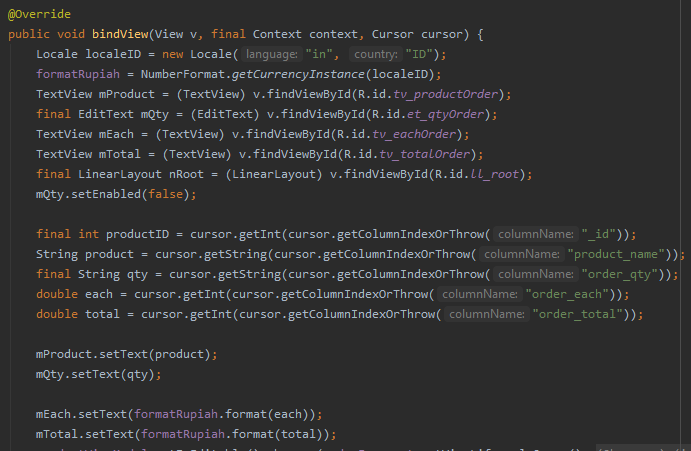 @Override
public void bindView(View v, final Context context, Cursor cursor) {
Locale localeID = new Locale( language: "in", country: "ID");
formatRupiah = NumberFormat.getCurrencyInstance(localeID);
TextView mProduct = (TextView) v.findViewById(R.id.tv_productOrder);
final EditText mQty = (EditText) v.findViewById(R.id.et_qtyOrder);
TextView mEach = (TextView) v.findViewById(R.id.tv_eachOrder);
TextView mTotal = (TextView) v.findViewById(R.id.tv_totalOrder);
final LinearLayout nRoot = (LinearLayout) v.findViewById(R.id.ll_root);
mQty.setEnabled(false);
final int productID = cursor.getInt(cursor.getColumnIndexOrThrow( columnName: "_id"));
String product = cursor.getString(cursor.getColumnIndexOrThrow( columnName: "product_name"));
final String qty = cursor.getString(cursor.getColumnIndexOrThrow( columnName: "order_qty"));
double each = cursor.getInt(cursor.getColumnIndexOrThrow( columnName: "order_each"));
double total = cursor.getInt(cursor.getColumnIndexOrThrow( columnName: "order_total"));
mProduct.setText(product);
mQty.setText(qty);
mEach.setText(formatRupiah.format(each));
mTotal.setText(formatRupiah.format(total));